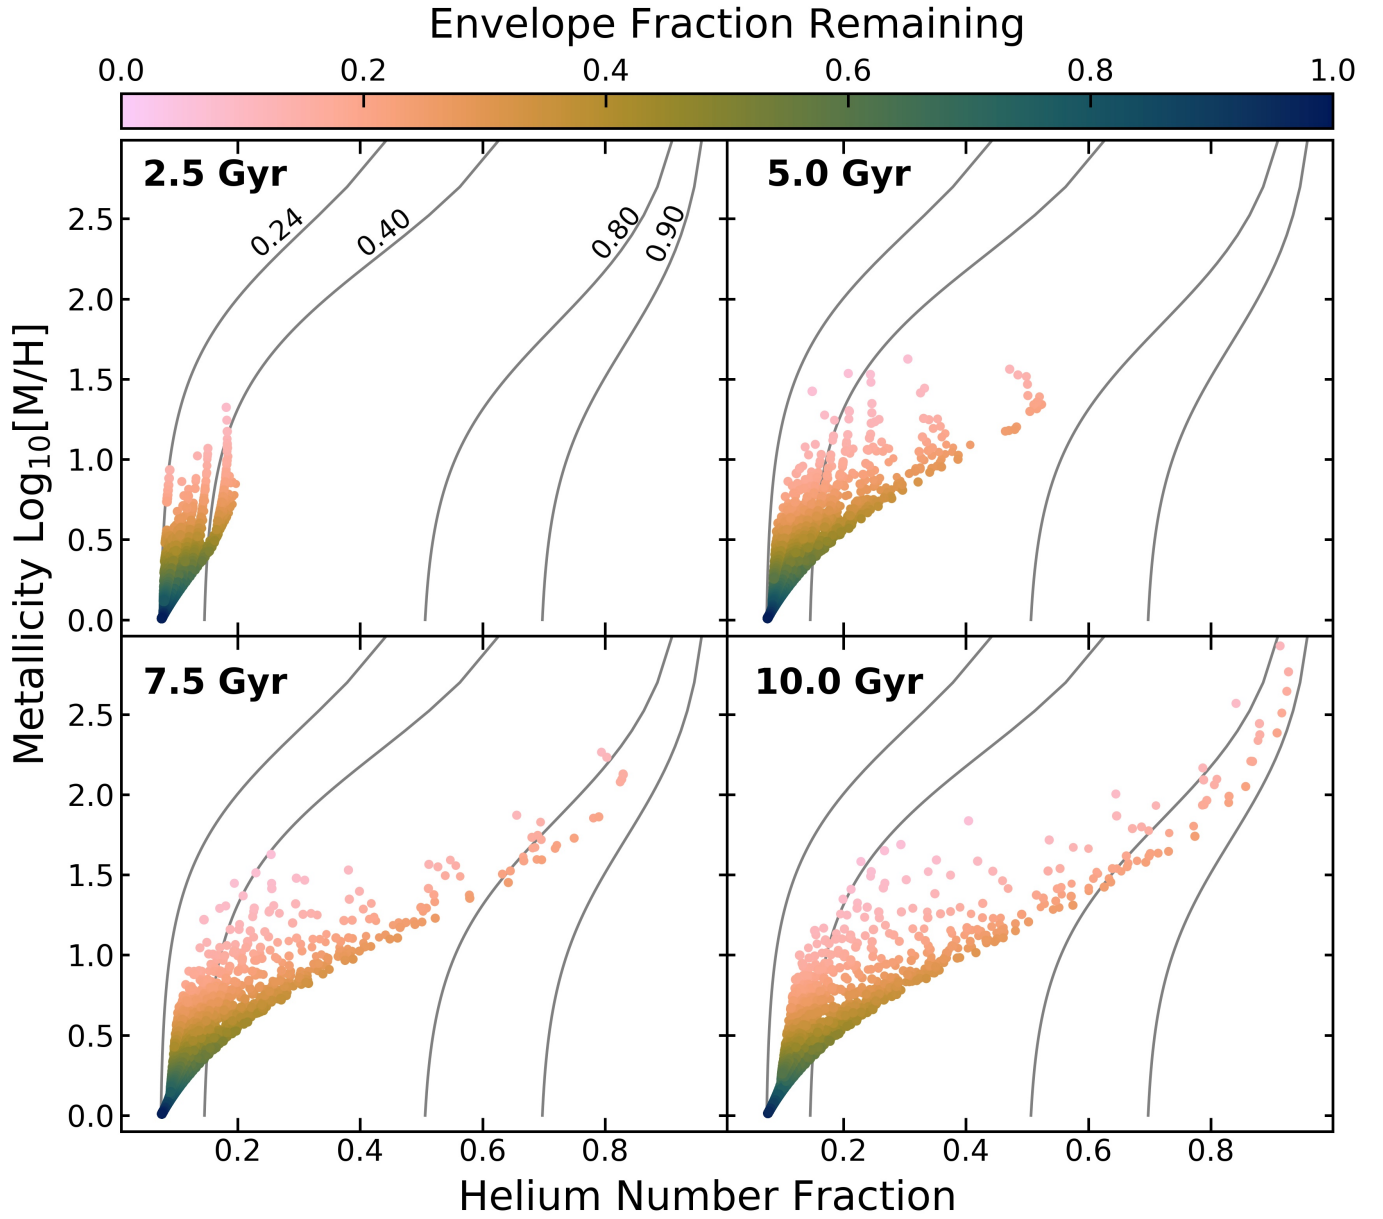 Envelope Fraction Remaining
0.0 0.2 0.4 0.6 0.8 1.0
2.5 Gyr 5.0 Gyr
0.24 0.40 0.80 0.90
2.5
2.0
1.5
1.0
0.5
0.0
Metallicity Log10[M/H]
7.5 Gyr 10.0 Gyr
2.5
2.0
1.5
1.0
0.5
0.0
0.2 0.4 0.6 0.8 0.2 0.4 0.6 0.8
Helium Number Fraction